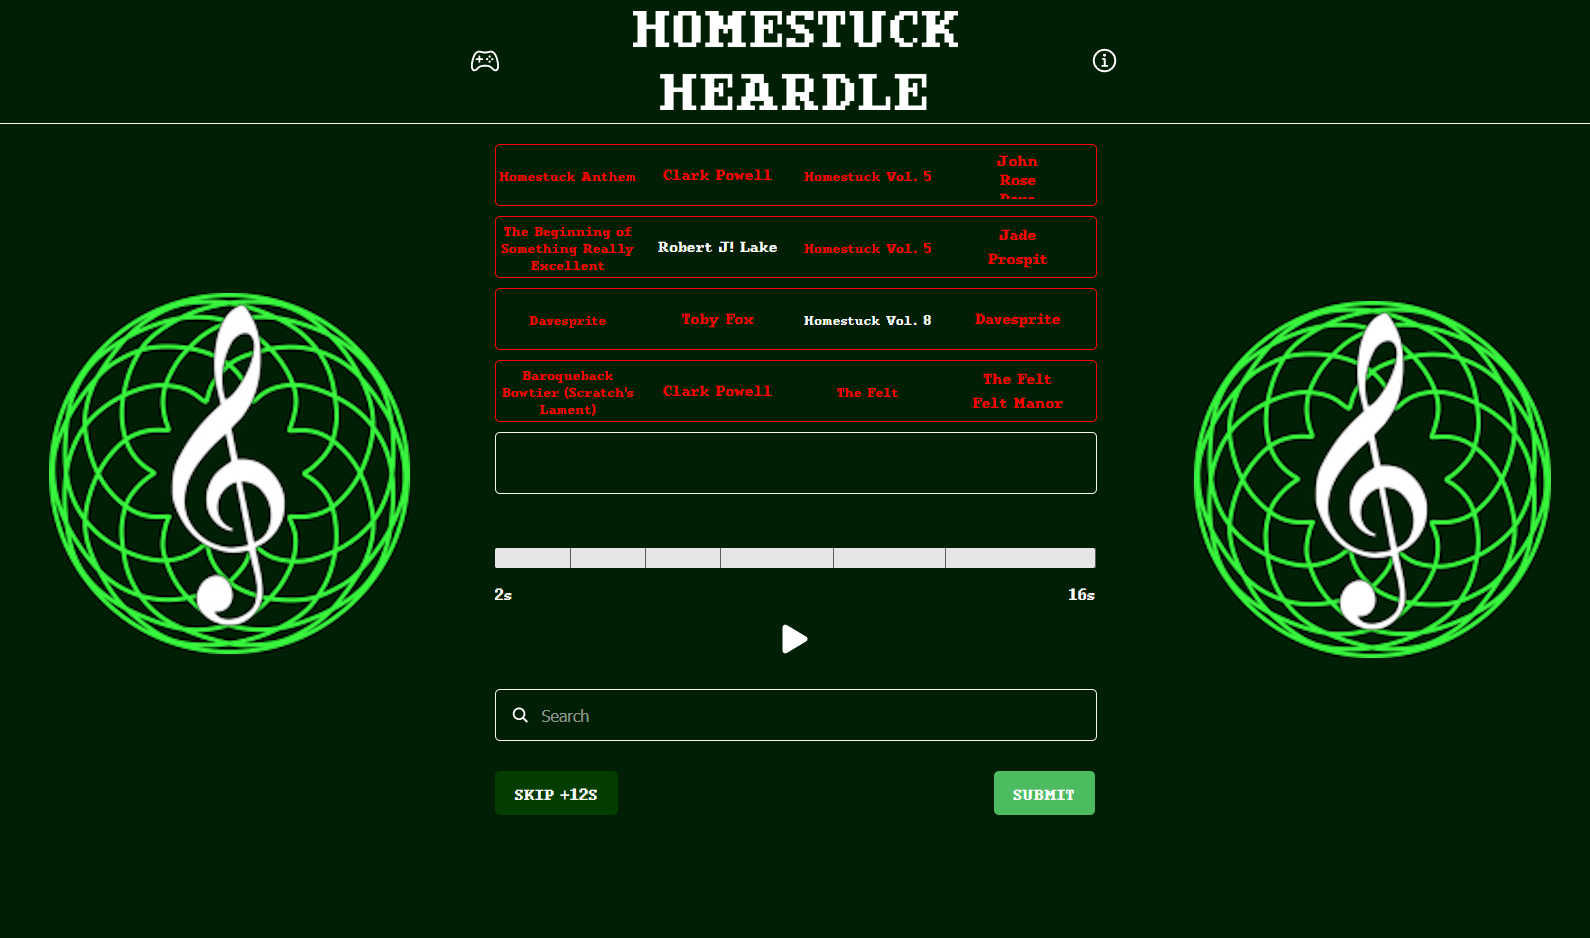 HOMESTUCK
HEARDLE
Homestuck Anthem
Clark Powell
Homestuck Vol. 5
John
Rose
Dave
The Beginning of
Something Really
Excellent
Robert J! Lake
Homestuck Vol. 5
Jade
Prospit
Davesprite
Toby Fox
Homestuck Vol. 8
Davesprite
Baroqueback
Bowtier (Scratch's
Lament)
Clark Powell
The Felt
The Felt
Felt Manor
2s
16s
Search
SKIP +12S
SUBMIT